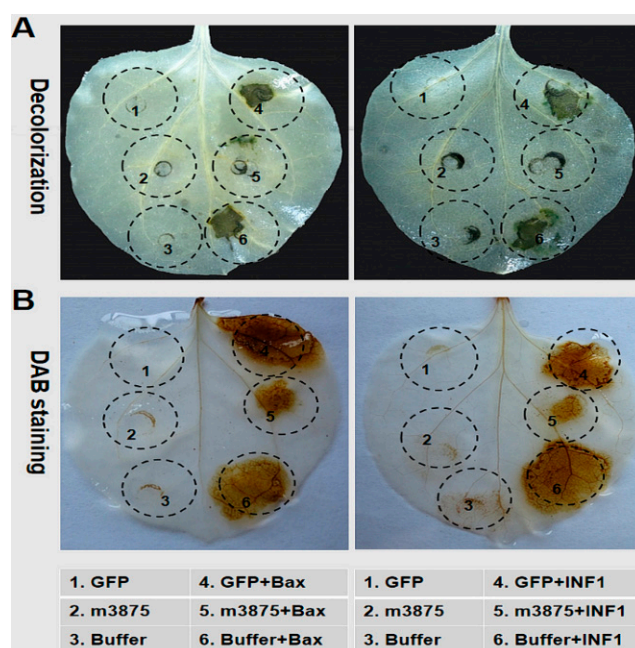 A
Decolorization
1 4
2 5
3 6
1 4
2 5
3 6
B
DAB staining
1 4
2 5
3 6
1 4
2 5
3 6
1. GFP 4. GFP+Bax 1. GFP 4. GFP+INF1
2. m3875 5. m3875+Bax 2. m3875 5. m3875+INF1
3. Buffer 6. Buffer+Bax 3. Buffer 6. Buffer+INF1